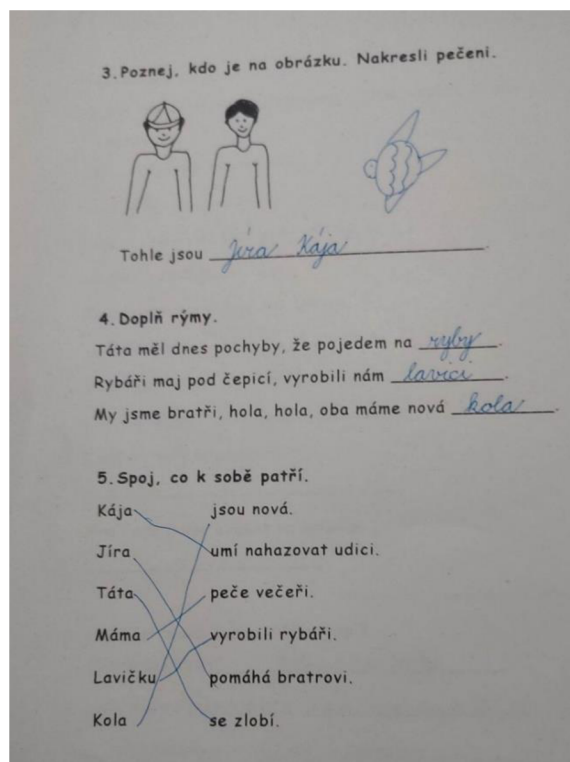 3. Poznej, kdo je na obrázku. Nakresli pečeni.
Tohle jsou Jíra Kája.
4. Doplň rýmy.
Táta měl dnes pochyby, že pojedem na ryby.
Rybáři maj pod čepicí, vyrobili nám lavici.
My jsme bratři, hola, hola, oba máme nová kola.
5. Spoj, co k sobě patří.
Kája jsou nová.
Jíra umí nahazovat udici.
Táta peče večeři.
Máma vyrobili rybáři.
Lavičku pomáhá bratrovi.
Kola se zlobí.